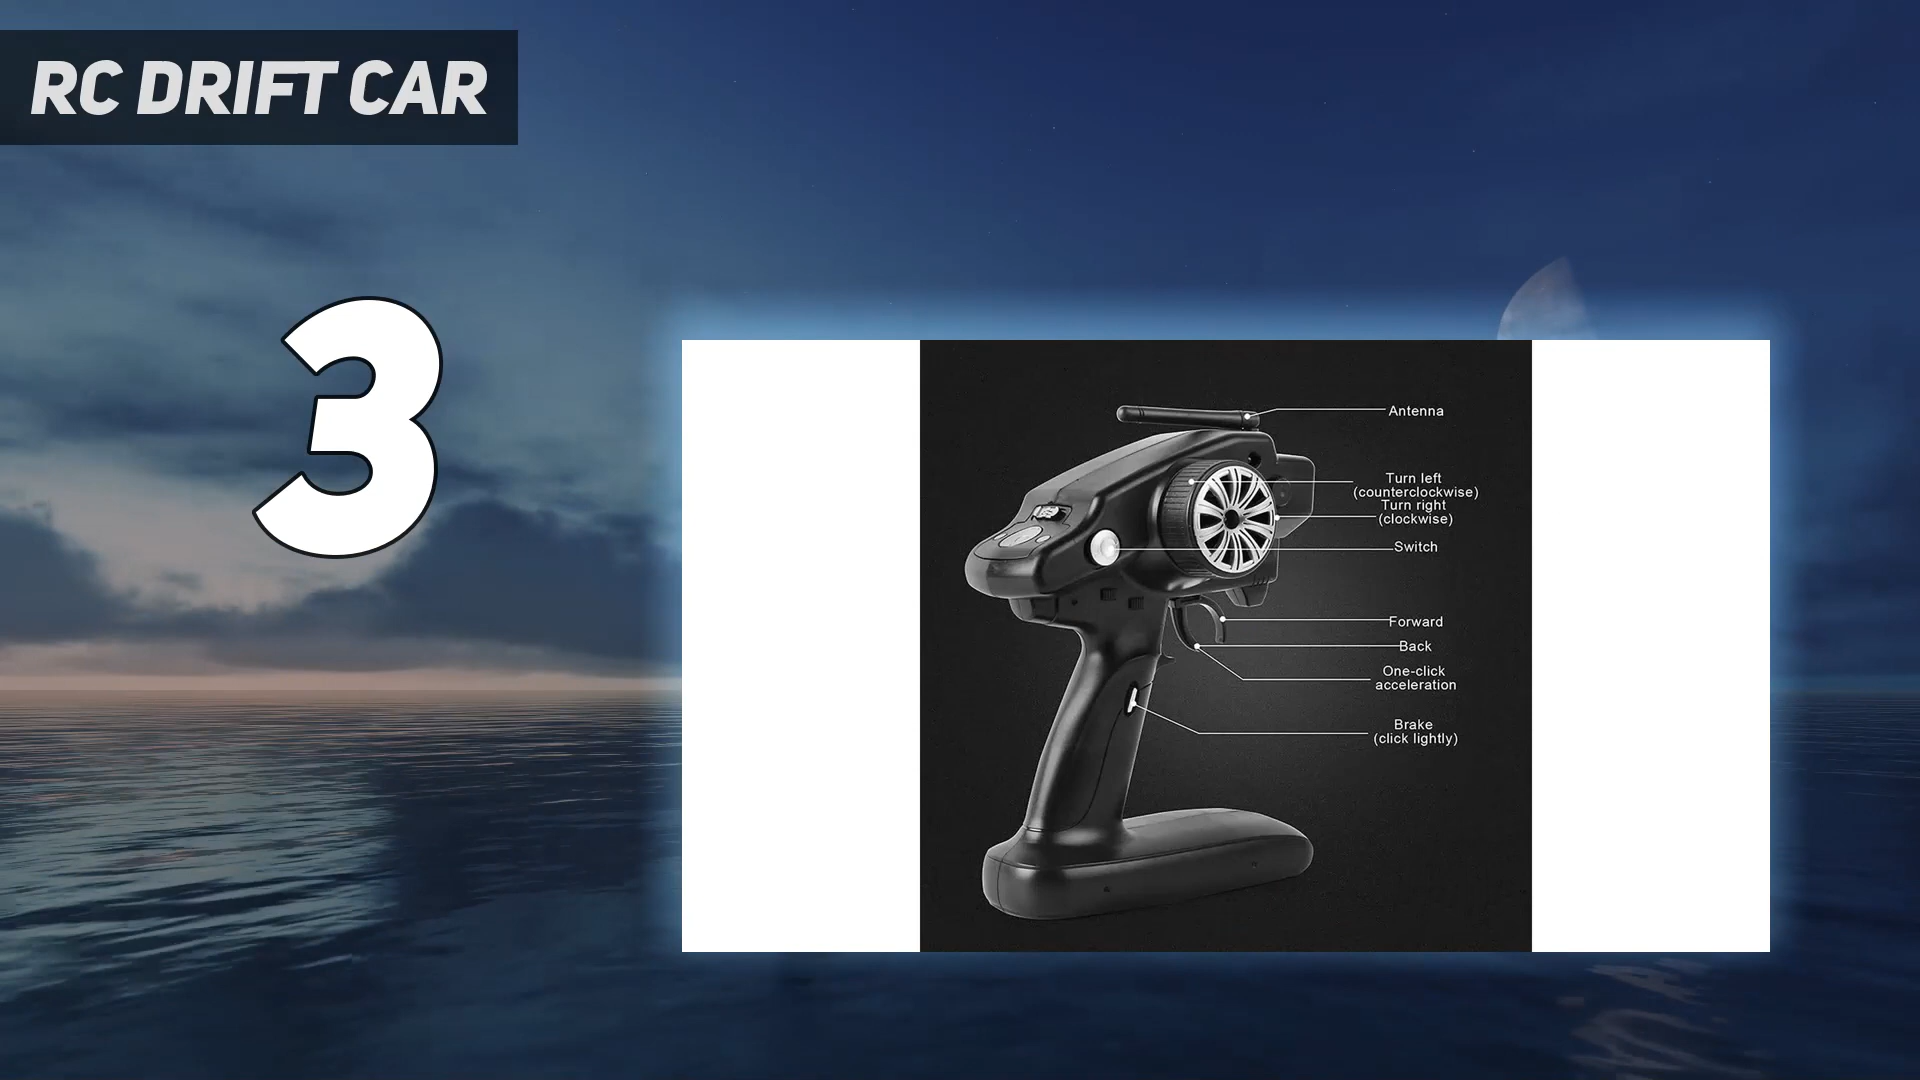 RC DRIFT CAR
3
Antenna
Turn left
(counterclockwise)
Turn right
(clockwise)
Switch
Forward
Back
One-click
acceleration
Brake
(click lightly)